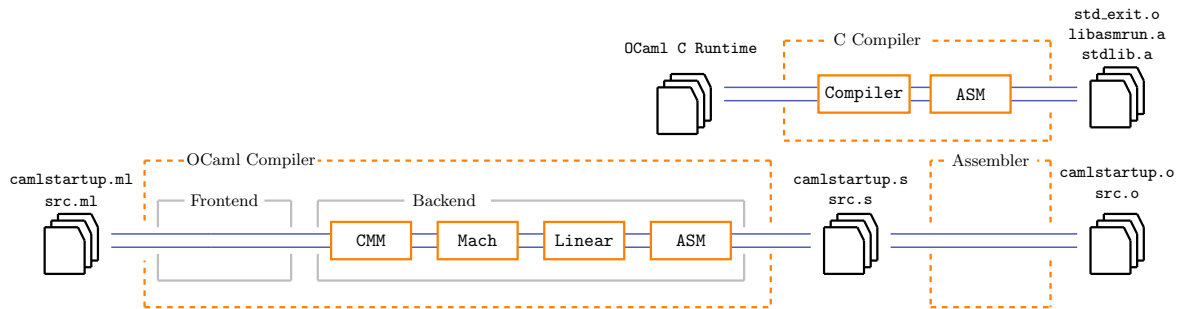 std_exit.o
libasmrun.a
stdlib.a
OCaml C Runtime
C Compiler
Compiler
ASM
OCaml Compiler
Assembler
camlstartup.ml
src.ml
Frontend
Backend
camlstartup.s
src.s
camlstartup.o
src.o
CMM
Mach
Linear
ASM